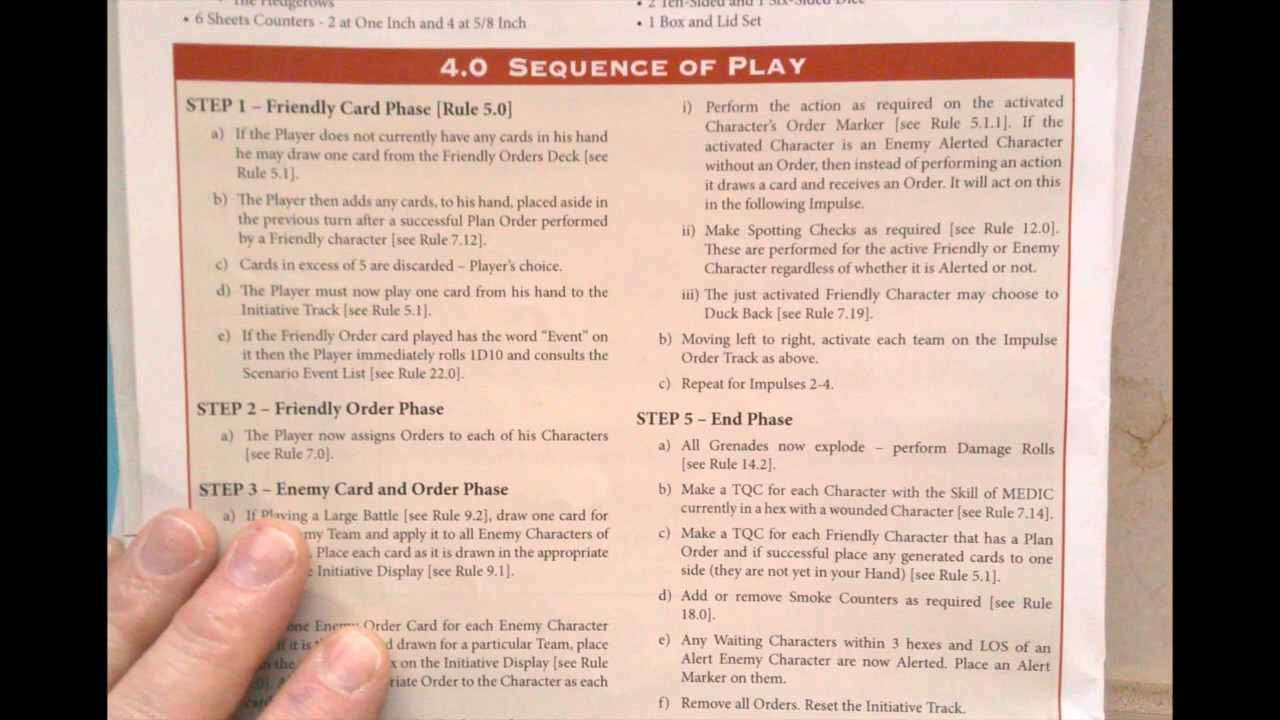 The Hedgerows
• 6 Sheets Counters - 2 at One Inch and 4 at 5/8 Inch
• 2 Ten-Sided and 1 Six-Sided Dice
• 1 Box and Lid Set
4.0 SEQUENCE OF PLAY
STEP 1 – Friendly Card Phase [Rule 5.0]
a) If the Player does not currently have any cards in his hand
he may draw one card from the Friendly Orders Deck [see
Rule 5.1].
b) The Player then adds any cards, to his hand, placed aside in
the previous turn after a successful Plan Order performed
by a Friendly character [see Rule 7.12].
c) Cards in excess of 5 are discarded – Player's choice.
d) The Player must now play one card from his hand to the
Initiative Track [see Rule 5.1].
e) If the Friendly Order card played has the word “Event” on
it then the Player immediately rolls 1D10 and consults the
Scenario Event List [see Rule 22.0].
STEP 2 – Friendly Order Phase
a) The Player now assigns Orders to each of his Characters
[see Rule 7.0].
STEP 3 – Enemy Card and Order Phase
a) If Playing a Large Battle [see Rule 9.2], draw one card for
my Team and apply it to all Enemy Characters of
. Place each card as it is drawn in the appropriate
Initiative Display [see Rule 9.1].
one Enemy Order Card for each Enemy Character
if it is drawn for a particular Team, place
on the Initiative Display [see Rule
riate Order to the Character as each
i) Perform the action as required on the activated
Character's Order Marker [see Rule 5.1.1]. If the
activated Character is an Enemy Alerted Character
without an Order, then instead of performing an action
it draws a card and receives an Order. It will act on this
in the following Impulse.
ii) Make Spotting Checks as required [see Rule 12.0].
These are performed for the active Friendly or Enemy
Character regardless of whether it is Alerted or not.
iii) The just activated Friendly Character may choose to
Duck Back [see Rule 7.19].
b) Moving left to right, activate each team on the Impulse
Order Track as above.
c) Repeat for Impulses 2-4.
STEP 5 – End Phase
a) All Grenades now explode – perform Damage Rolls
[see Rule 14.2].
b) Make a TQC for each Character with the Skill of MEDIC
currently in a hex with a wounded Character [see Rule 7.14].
c) Make a TQC for each Friendly Character that has a Plan
Order and if successful place any generated cards to one
side (they are not yet in your Hand) [see Rule 5.1].
d) Add or remove Smoke Counters as required [see Rule
18.0].
e) Any Waiting Characters within 3 hexes and LOS of an
Alert Enemy Character are now Alerted. Place an Alert
Marker on them.
f) Remove all Orders. Reset the Initiative Track.